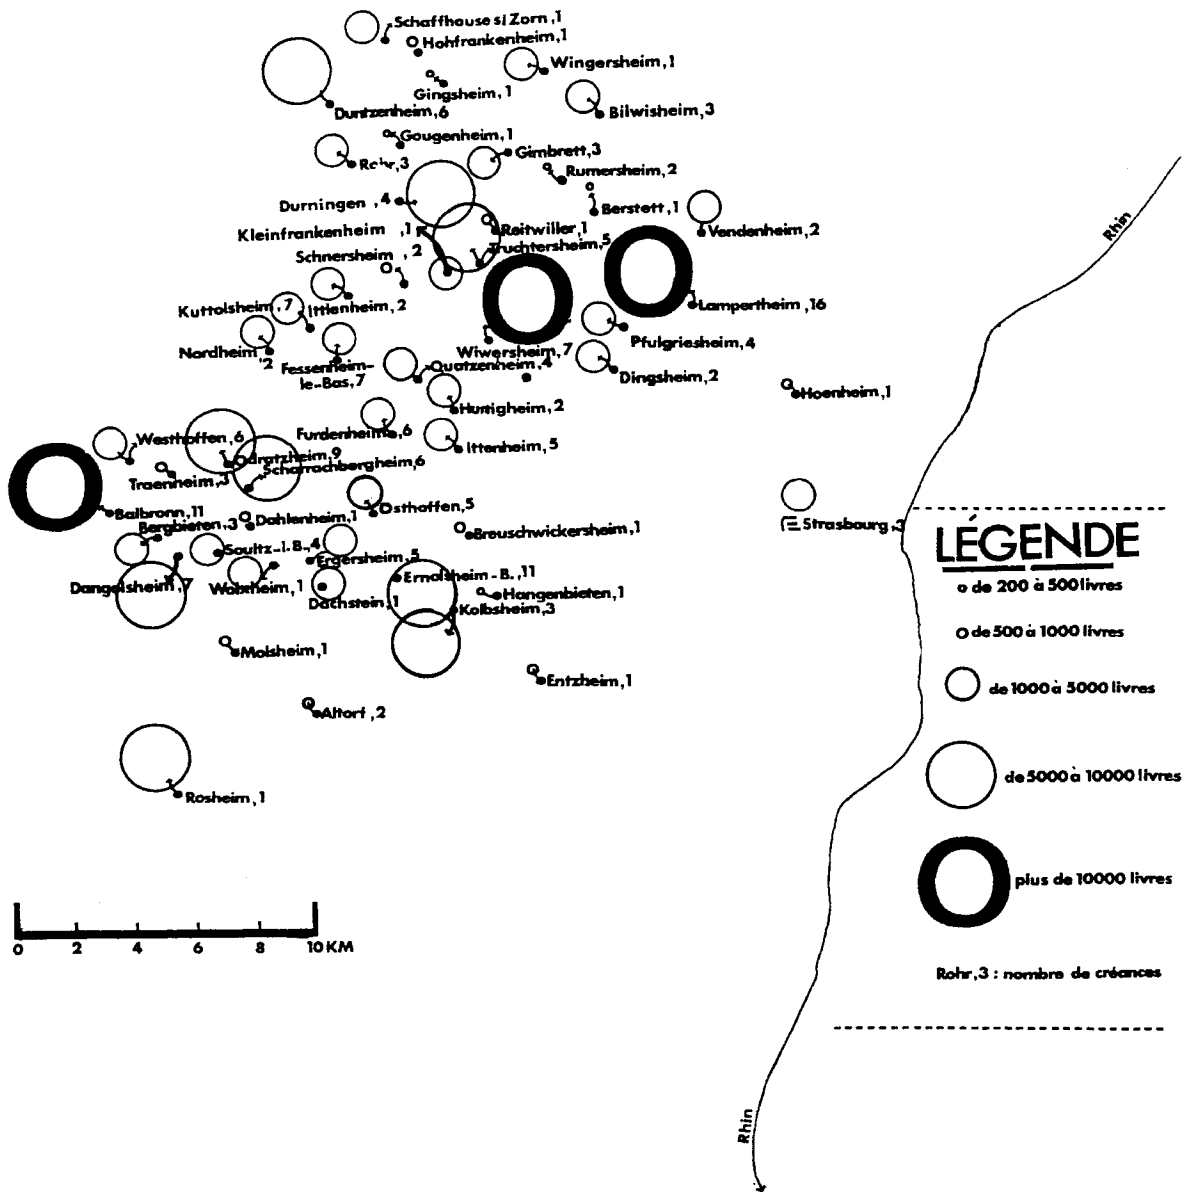 Schaffhouse s/Zorn,1
Hohfrankenheim,1
Wingersheim,1
Gingsheim,1
Duntzenheim,6
Bilwisheim,3
Gougenheim,1
Gimbrett,3
Rohr,3
Rumersheim,2
Durningen ,4
Berstett,1
Kleinfrankenheim ,1
Reitwiller,1
Vendenheim,2
Truchtersheim,5
Schnersheim ,2
Kuttolsheim,7
Ittlenheim,2
Lampertheim,16
Nordheim,2
Fessenheim-
le-Bas,7
Wiwersheim,7
Pfulgriesheim,4
Quatzenheim,4
Dingsheim,2
Hoenheim,1
Hurtigheim,2
Furdenheim,6
Ittenheim,5
Westhoffen,6
Odratzheim,9
Scharrachbergheim,6
Traenheim,3
Balbronn,11
Bergbieten,3
Dahlenheim,1
Osthoffen,5
Breuschwickersheim,1
Strasbourg,3
Soultz-l.B.,4
Ergersheim,5
Dangolsheim,7
Wolxheim,1
Dachstein,1
Ernolsheim-B.,11
Hangenbieten,1
Kolbsheim,3
Molsheim,1
Entzheim,1
Altorf,2
Rosheim,1
Rhin
LÉGENDE
de 200 à 500 livres
de 500 à 1000 livres
de 1000 à 5000 livres
de 5000 à 10000 livres
plus de 10000 livres
Rohr,3 : nombre de créances
0 2 4 6 8 10 KM
Rhin